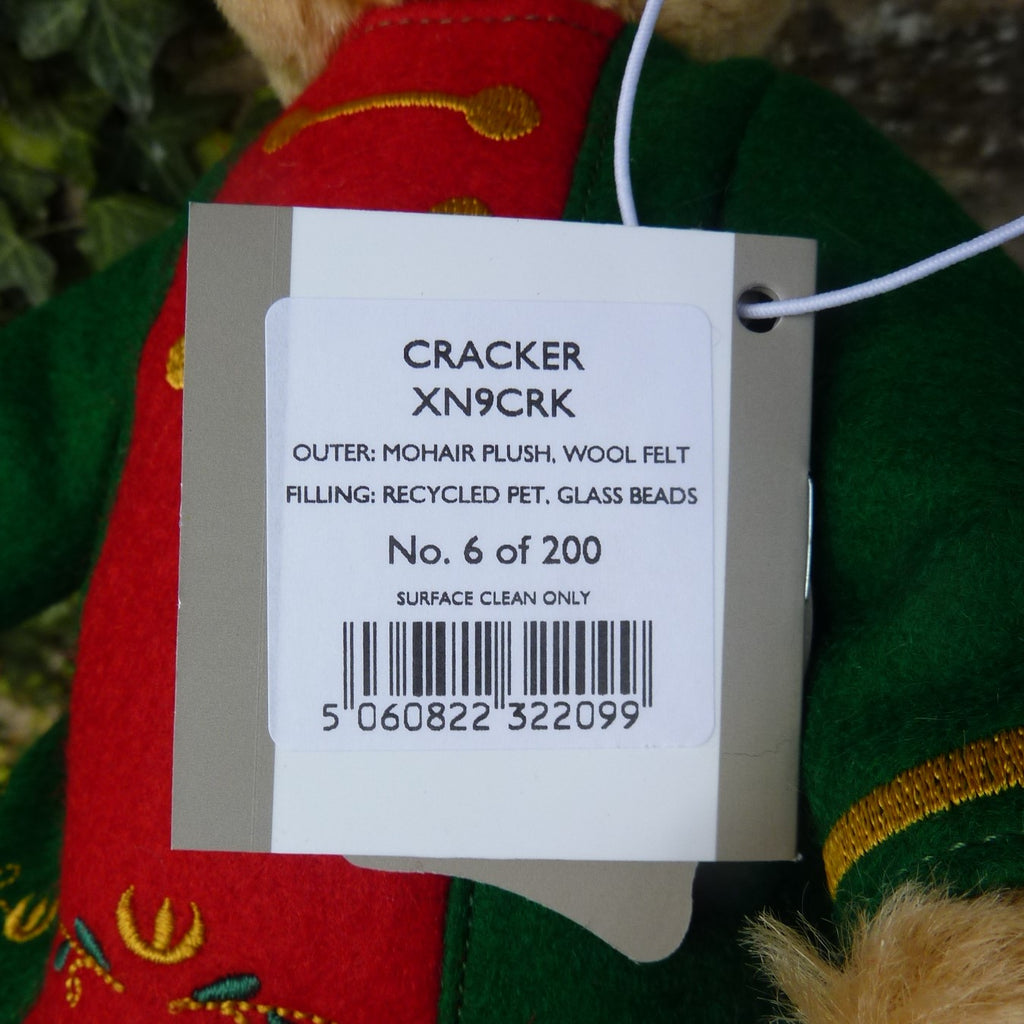 CRACKER
XN9CRK
OUTER: MOHAIR PLUSH, WOOL FELT
FILLING: RECYCLED PET, GLASS BEADS
No. 6 of 200
SURFACE CLEAN ONLY
5 060822 322099